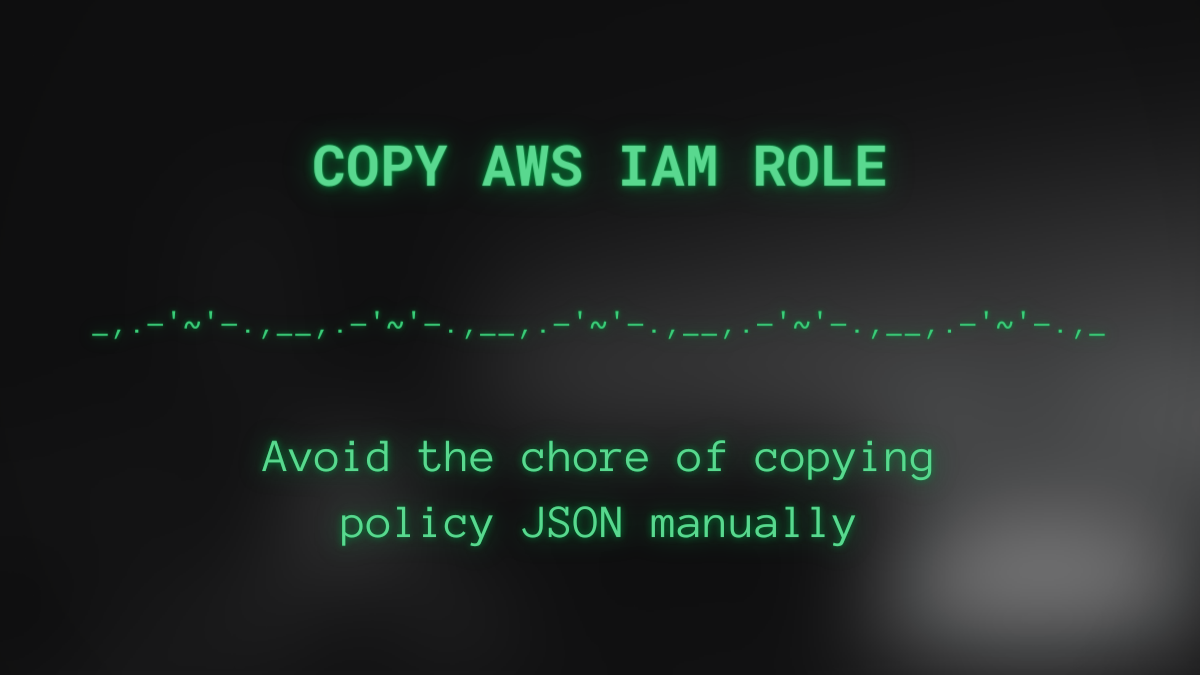 COPY AWS IAM ROLE
_,.-'~'-.,__,.-'~'-.,__,.-'~'-.,__,.-'~'-.,__,.-'~'-.,_
Avoid the chore of copying
policy JSON manually